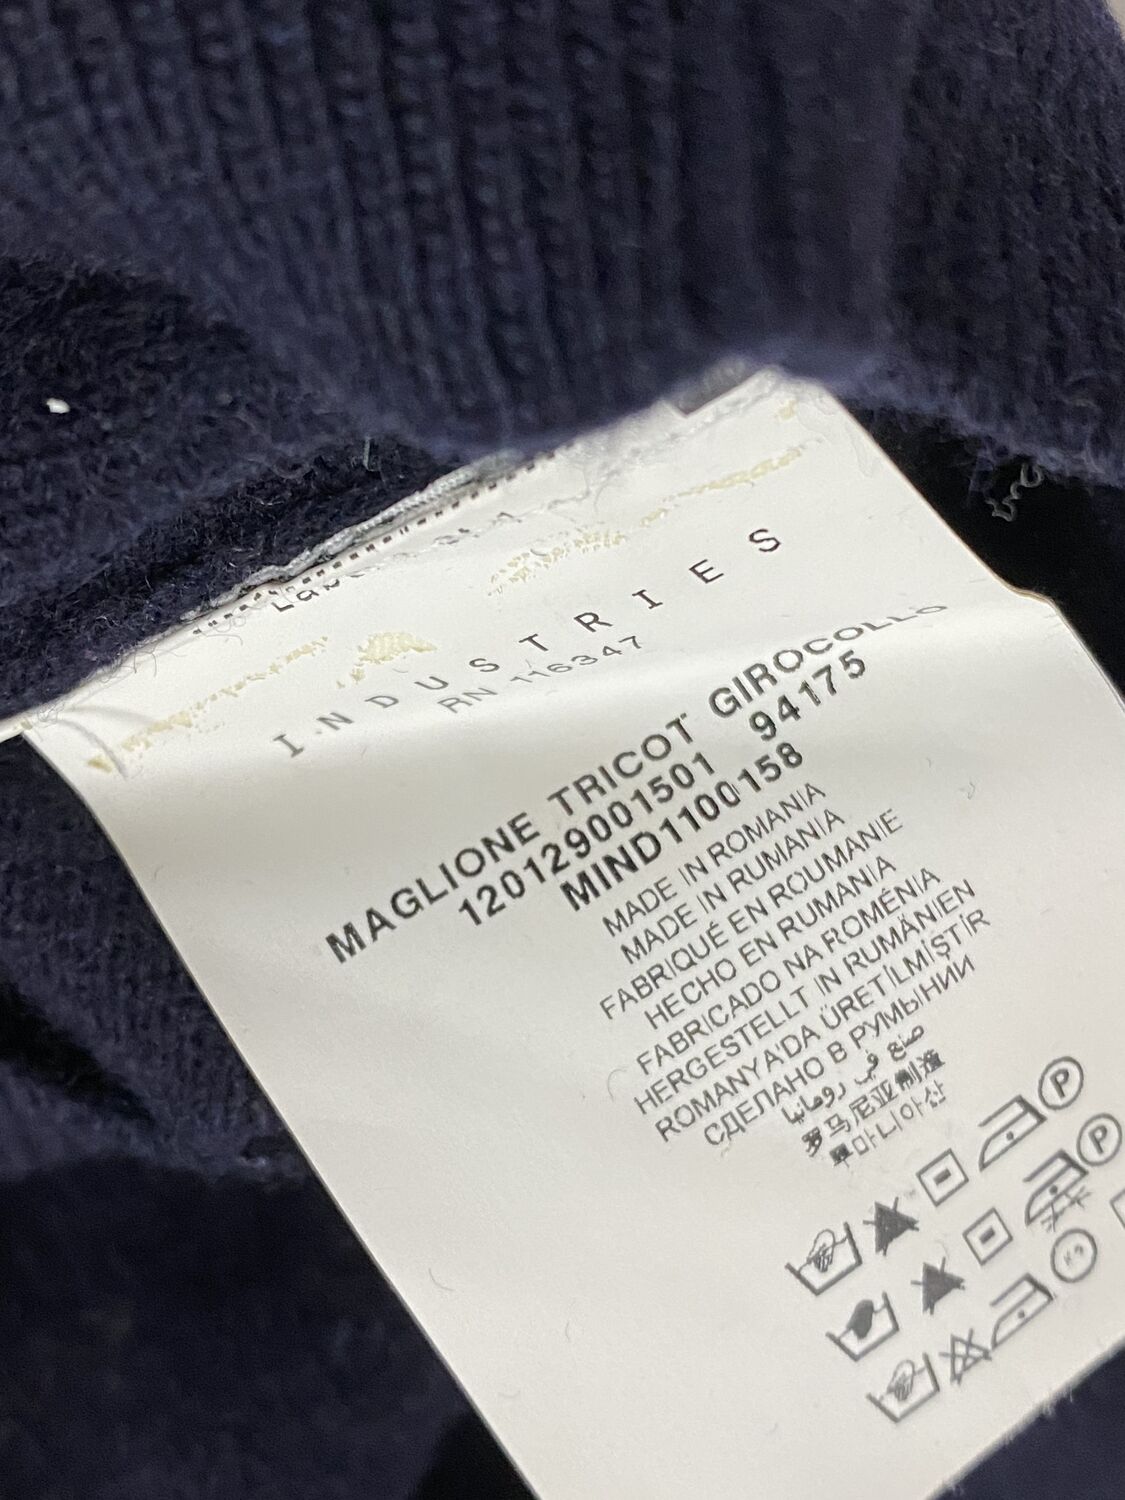 INDUSTRIES
RN 116347
MAGLIONE TRICOT GIROCOLLO
120129001501 94175
MIND1100158
MADE IN ROMANIA
MADE IN RUMANIA
FABRIQUÉ EN ROUMANIE
HECHO EN RUMANIA
FABRICADO NA ROMÉNIA
HERGESTELLT IN RUMÄNIEN
ROMANYA'DA ÜRETİLMİŞTİR
СДЕЛАНО В РУМЫНИИ
صنع في رومانيا
罗马尼亚制造
루마니아산
P
P